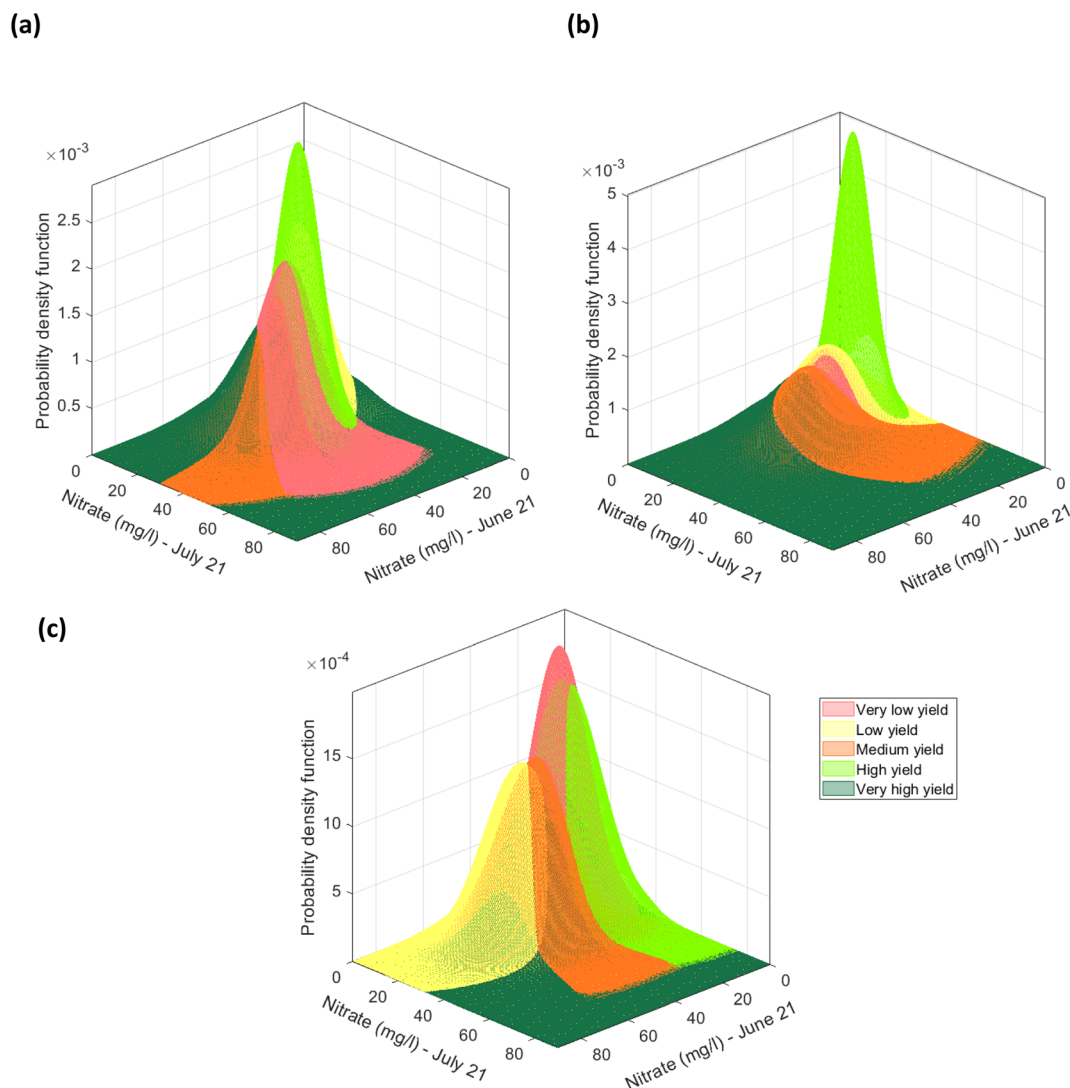 (a)
(b)
×10-3
Probability density function
2.5
2
1.5
1
0.5
0
20
40
60
80
Nitrate (mg/l) - July 21
80
60
40
20
0
Nitrate (mg/l) - June 21
×10-3
Probability density function
5
4
3
2
1
0
20
40
60
80
Nitrate (mg/l) - July 21
80
60
40
20
0
Nitrate (mg/l) - June 21
(c)
×10-4
Probability density function
15
10
5
0
20
40
60
80
Nitrate (mg/l) - July 21
80
60
40
20
0
Nitrate (mg/l) - June 21
Very low yield
Low yield
Medium yield
High yield
Very high yield